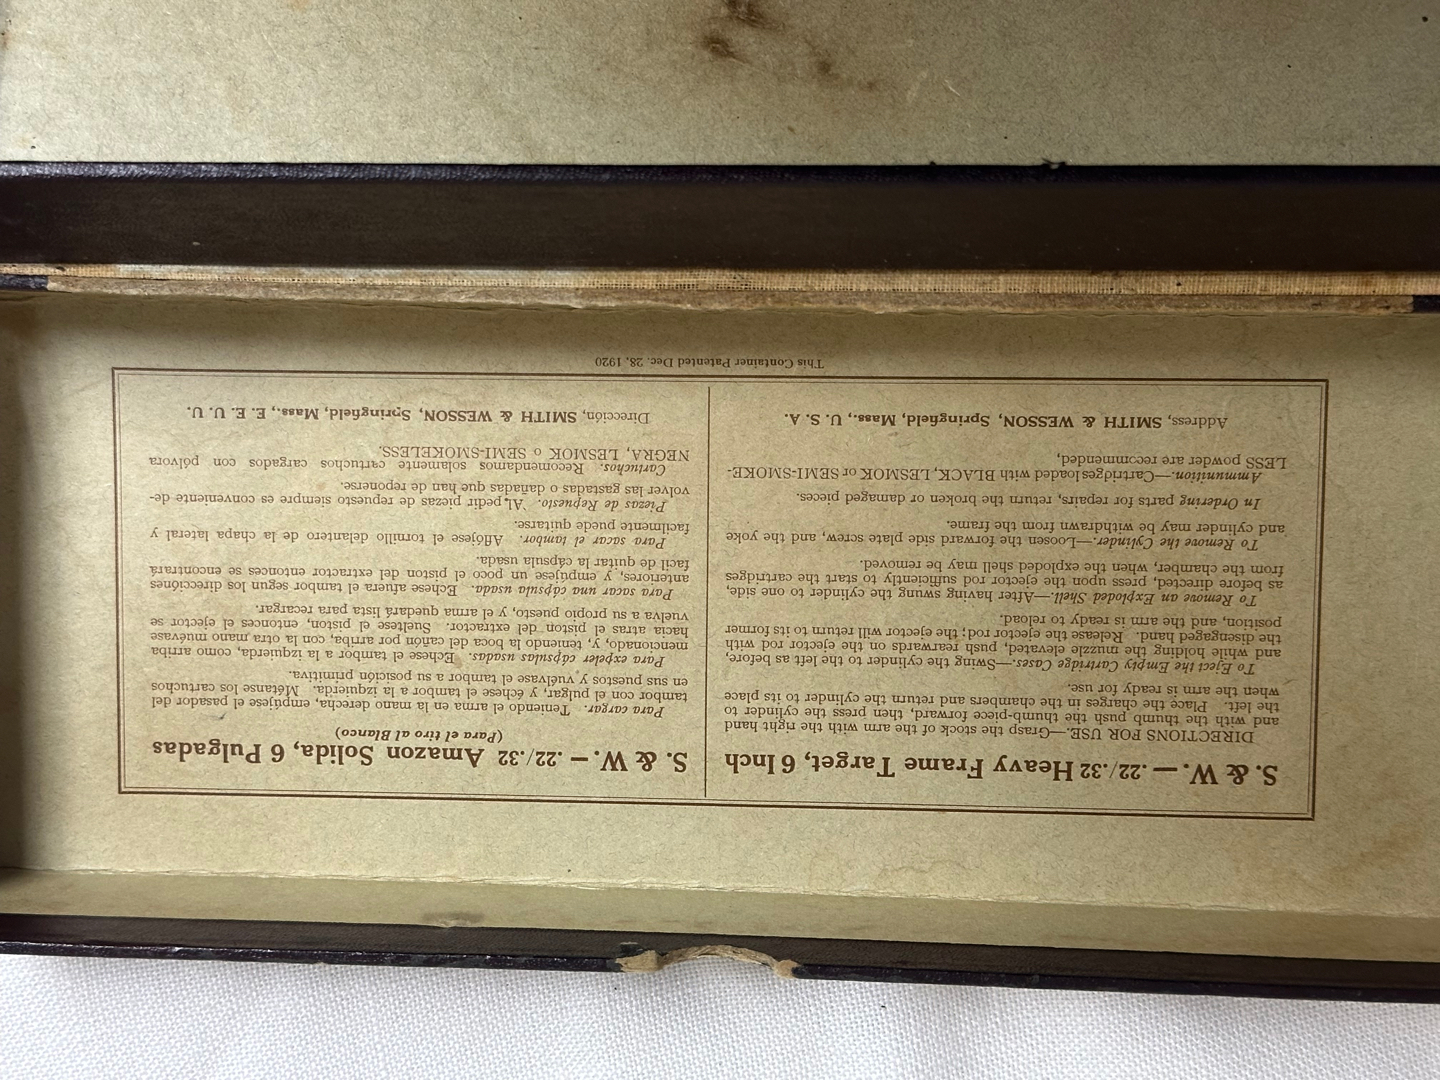 S. & W. — .22/.32 Heavy Frame Target, 6 Inch
DIRECTIONS FOR USE.—Grasp the stock of the arm with the right hand
and with the thumb push the thumb-piece forward, then press the cylinder to
the left. Place the charges in the chambers and return the cylinder to its place
when the arm is ready for use.
To Eject the Empty Cartridge Cases.—Swing the cylinder to the left as before,
and while holding the muzzle elevated, push rearwards on the ejector rod with
the disengaged hand. Release the ejector rod; the ejector will return to its former
position, and the arm is ready to reload.
To Remove an Exploded Shell.—After having swung the cylinder to one side,
as before directed, press upon the ejector rod sufficiently to start the cartridges
from the chamber, when the exploded shell may be removed.
To Remove the Cylinder.—Loosen the forward side plate screw, and the yoke
and cylinder may be withdrawn from the frame.
In Ordering parts for repairs, return the broken or damaged pieces.
Ammunition.—Cartridges loaded with BLACK, LESMOK or SEMI-SMOKE-
LESS powder are recommended,
Address, SMITH & WESSON, Springfield, Mass., U. S. A.
S. & W. — .22/.32 Amazon Solida, 6 Pulgadas
(Para el tiro al Blanco)
Para cargar. Teniendo el arma en la mano derecha, empújese el pasador del
tambor con el pulgar, y échese el tambor a la izquierda. Métanse los cartuchos
en sus puestos y vuélvase el tambor a su posición primitiva.
Para expeler cápsulas usadas. Echese el tambor a la izquierda, como arriba
mencionado, y, teniendo la boca del cañón por arriba, con la otra mano muévase
hacia atras el piston del extractor. Sueltese el piston, entonces el ejector se
vuelva a su propio puesto, y el arma quedará lista para recargar.
Para sacar una cápsula usada. Echese afuera el tambor segun los direcciónes
anteriores, y empújese un poco el piston del extractor entonces se encontrará
facil de quitar la cápsula usada.
Para sacar el tambor. Aflójese el tornillo delantero de la chapa lateral y
facilmente puede quitarse.
Piezas de Repuesto. Al pedir piezas de repuesto siempre es conveniente de-
volver las gastadas o dañadas que han de reponerse.
Cartuchos. Recomendamos solamente cartuchos cargados con pólvora
NEGRA, LESMOK o SEMI-SMOKELESS.
Dirección, SMITH & WESSON, Springfield, Mass., E. E. U. U.
This Container Patented Dec. 28, 1920